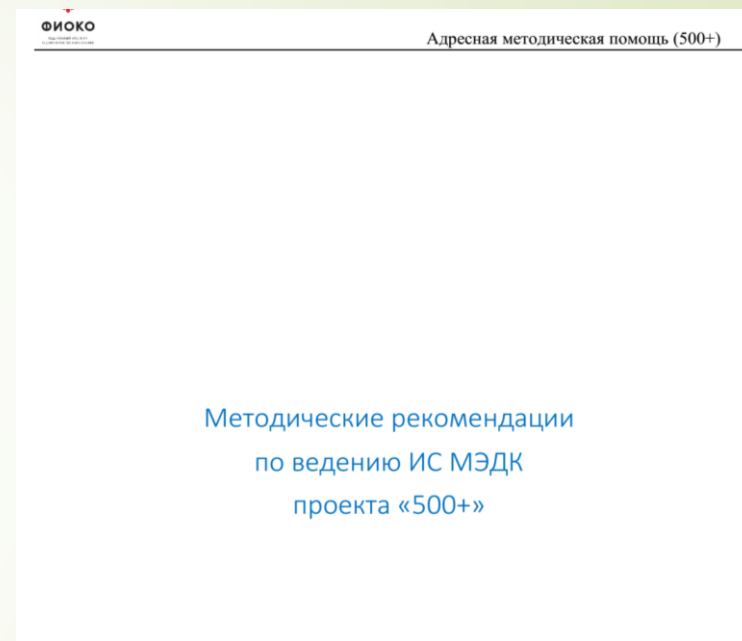 ФИОКО
Адресная методическая помощь (500+)
Методические рекомендации
по ведению ИС МЭДК
проекта «500+»